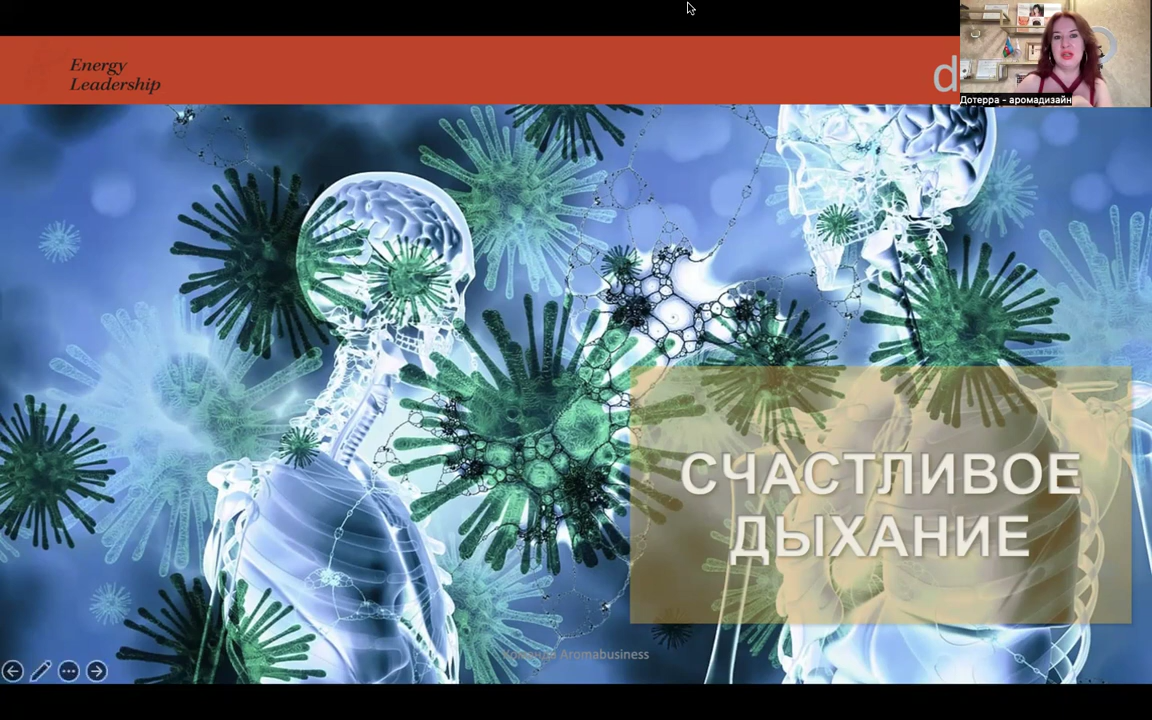 Energy
Leadership
d
Дотерра - аромадизайн
СЧАСТЛИВОЕ
ДЫХАНИЕ
Aromabusiness